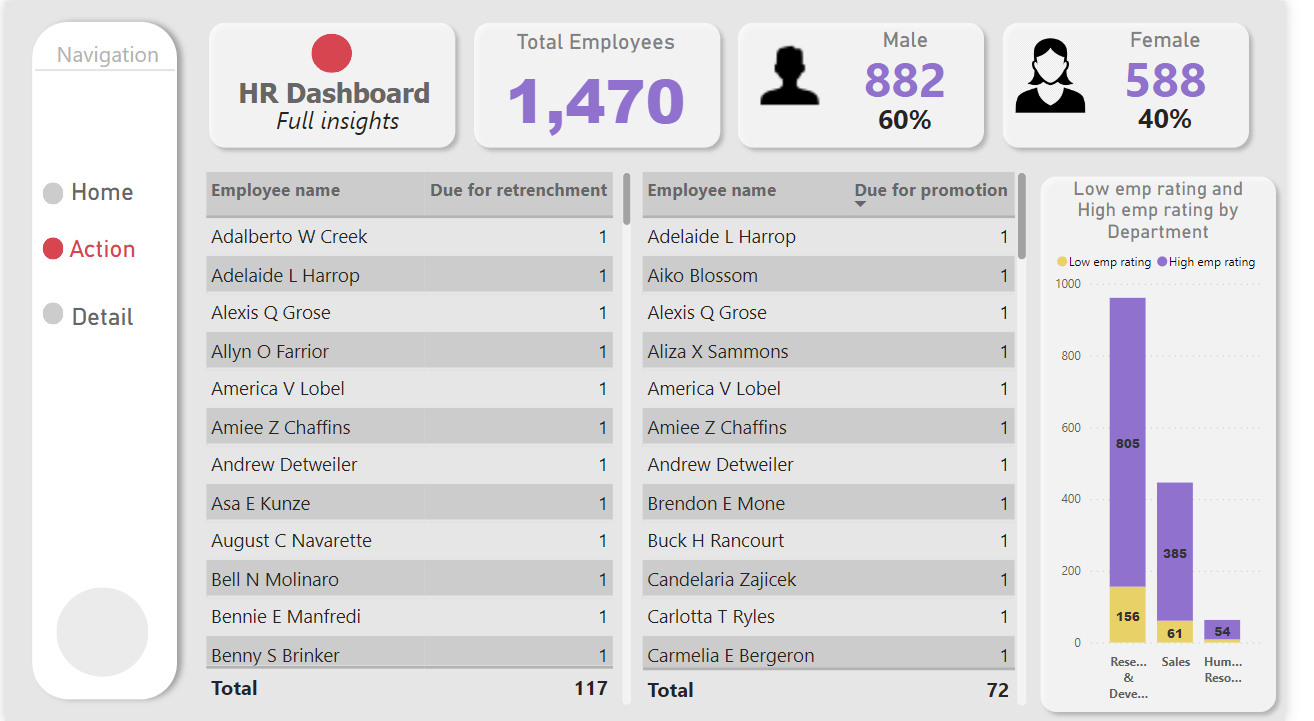 Navigation
Home
Action
Detail
HR Dashboard
Full insights
Total Employees
1,470
Male
882
60%
Female
588
40%
Employee name Due for retrenchment
Adalberto W Creek 1
Adelaide L Harrop 1
Alexis Q Grose 1
Allyn O Farrior 1
America V Lobel 1
Amiee Z Chaffins 1
Andrew Detweiler 1
Asa E Kunze 1
August C Navarette 1
Bell N Molinaro 1
Bennie E Manfredi 1
Benny S Brinker 1
Total 117
Employee name Due for promotion
Adelaide L Harrop 1
Aiko Blossom 1
Alexis Q Grose 1
Aliza X Sammons 1
America V Lobel 1
Amiee Z Chaffins 1
Andrew Detweiler 1
Brendon E Mone 1
Buck H Rancourt 1
Candelaria Zajicek 1
Carlotta T Ryles 1
Carmelia E Bergeron 1
Total 72
Low emp rating and
High emp rating by
Department
Low emp rating High emp rating
1000
800
600
400
200
0
805
156
385
61
54
Rese... Sales Hum...
& Reso...
Deve...